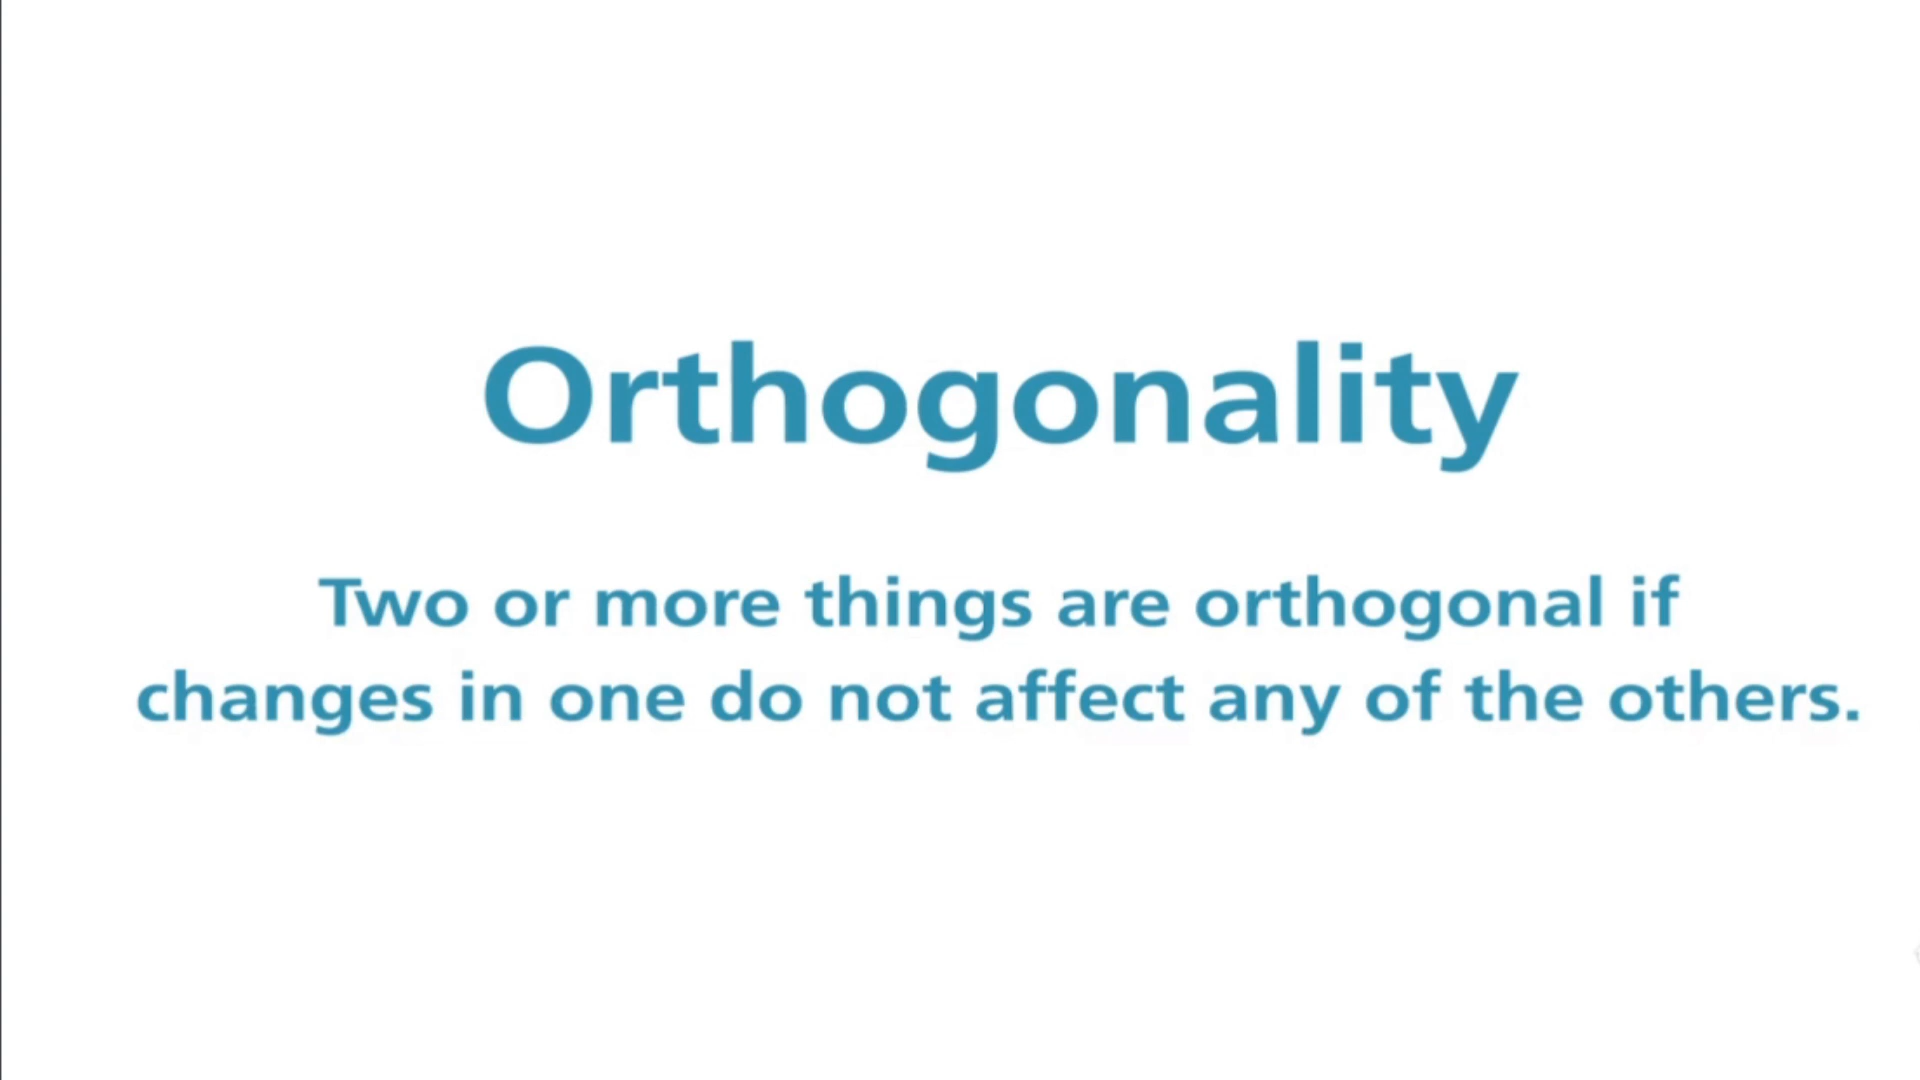 Orthogonality
Two or more things are orthogonal if
changes in one do not affect any of the others.